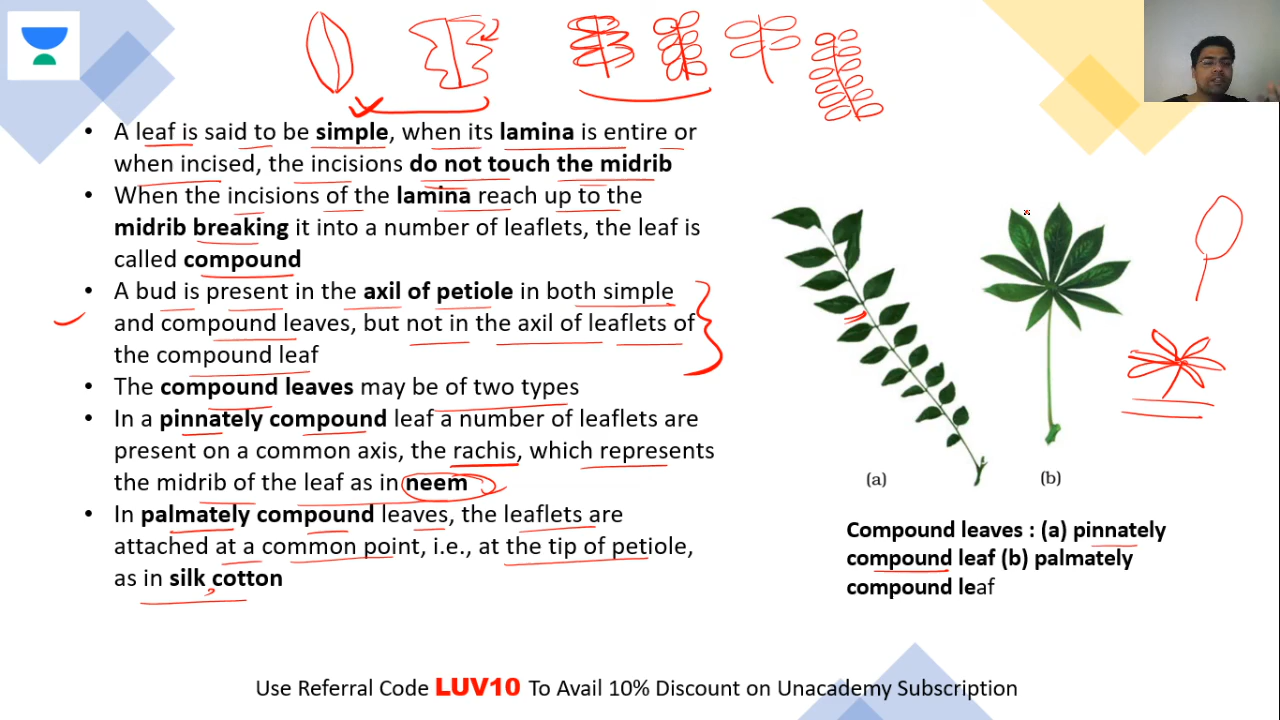 • A leaf is said to be simple, when its lamina is entire or
when incised, the incisions do not touch the midrib
• When the incisions of the lamina reach up to the
midrib breaking it into a number of leaflets, the leaf is
called compound
• A bud is present in the axil of petiole in both simple
and compound leaves, but not in the axil of leaflets of
the compound leaf
• The compound leaves may be of two types
• In a pinnately compound leaf a number of leaflets are
present on a common axis, the rachis, which represents
the midrib of the leaf as in neem
• In palmately compound leaves, the leaflets are
attached at a common point, i.e., at the tip of petiole,
as in silk cotton
(a)
(b)
Compound leaves : (a) pinnately
compound leaf (b) palmately
compound leaf
Use Referral Code LUV10 To Avail 10% Discount on Unacademy Subscription